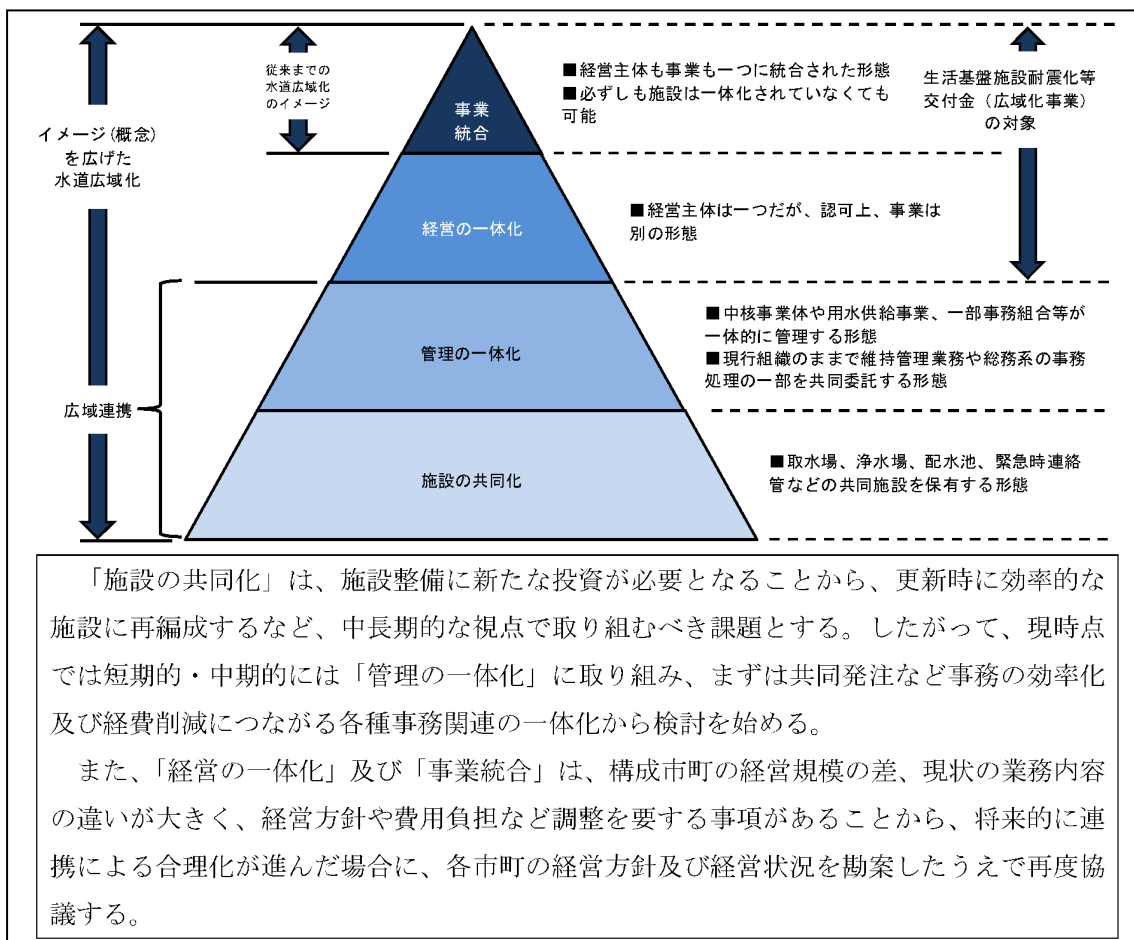 従来までの
水道広域化
のイメージ
イメージ(概念)
を広げた
水道広域化
事業
統合
■経営主体も事業も一つに統合された形態
■必ずしも施設は一体化されていなくても
可能
生活基盤施設耐震化等
交付金（広域化事業）
の対象
経営の一体化
■経営主体は一つだが、認可上、事業は
別の形態
広域連携
管理の一体化
■中核事業体や用水供給事業、一部事務組合等が
一体的に管理する形態
■現行組織のままで維持管理業務や総務系の事務
処理の一部を共同委託する形態
施設の共同化
■取水場、浄水場、配水池、緊急時連絡
管などの共同施設を保有する形態
「施設の共同化」は、施設整備に新たな投資が必要となることから、更新時に効率的な
施設に再編成するなど、中長期的な視点で取り組むべき課題とする。したがって、現時点
では短期的・中期的には「管理の一体化」に取り組み、まずは共同発注など事務の効率化
及び経費削減につながる各種事務関連の一体化から検討を始める。
また、「経営の一体化」及び「事業統合」は、構成市町の経営規模の差、現状の業務内容
の違いが大きく、経営方針や費用負担など調整を要する事項があることから、将来的に連
携による合理化が進んだ場合に、各市町の経営方針及び経営状況を勘案したうえで再度協
議する。